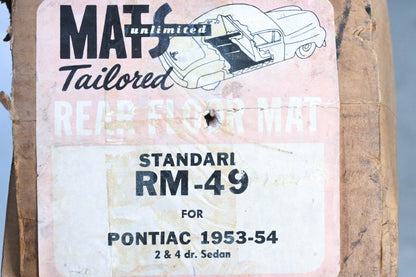 MATS
unlimited
Tailored
REAR FLOOR MAT
STANDARI
RM-49
FOR
PONTIAC 1953-54
2 & 4 dr. Sedan